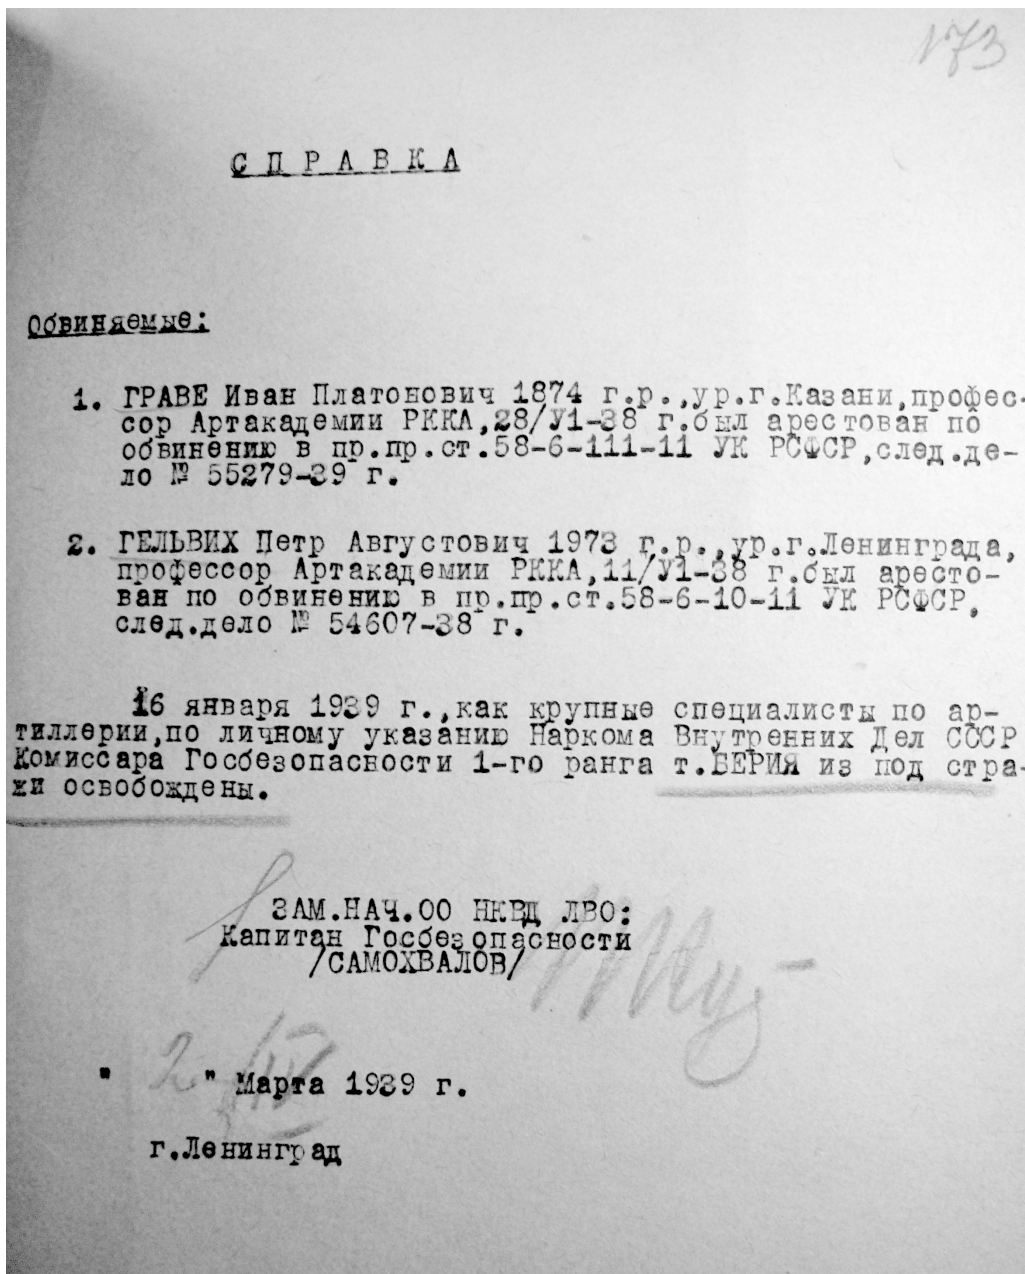 173
С П Р А В К А
Обвиняемые:
1. ГРАВЕ Иван Платонович 1874 г.р.,ур.г.Казани,профес-
сор Артакадемии РККА,28/У1-38 г.был арестован по
обвинению в пр.пр.ст.58-6-111-11 УК РСФСР,след.де-
ло № 55279-39 г.
2. ГЕЛЬВИХ Петр Августович 1973 г.р.,ур.г.Ленинграда,
профессор Артакадемии РККА,11/У1-38 г.был аресто-
ван по обвинению в пр.пр.ст.58-6-10-11 УК РСФСР,
след.дело № 54607-38 г.
16 января 1939 г.,как крупные специалисты по ар-
тиллерии,по личному указанию Наркома Внутренних Дел СССР
Комиссара Госбезопасности 1-го ранга т.БЕРИЯ из под стра-
жи освобождены.
ЗАМ.НАЧ.ОО НКВД ЛВО:
Капитан Госбезопасности
/САМОХВАЛОВ/
" 2/IV " Марта 1939 г.
г.Ленинград